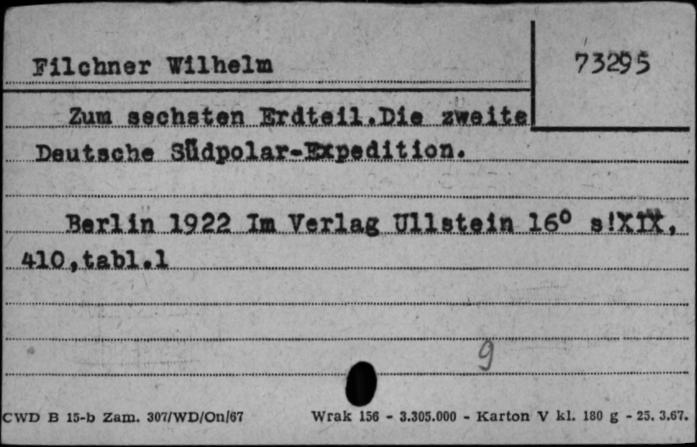 Filchner Wilhelm
73295
Zum sechsten Erdteil.Die zweite
Deutsche Südpolar-Expedition.
Berlin 1922 Im Verlag Ullstein 16° s!XIX,
410,tabl.1
9
CWD B 15-b Zam. 307/WD/On/67
Wrak 156 - 3.305.000 - Karton V kl. 180 g - 25. 3.67.